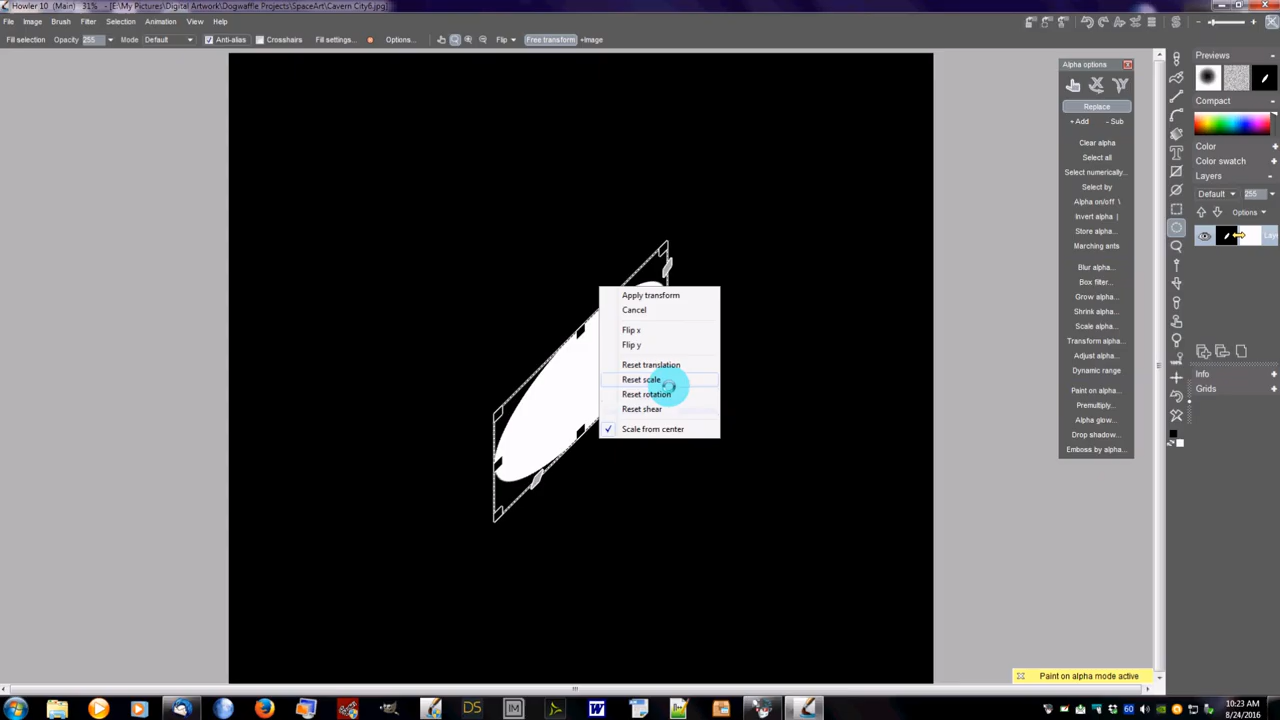 Howler 10 (Main) 31% - [E:\My Pictures\Digital Artwork\Dogwaffle Projects\SpaceArt\Cavern City6.jpg]
File Image Brush Filter Selection Animation View Help
Fill selection Opacity 255 Mode Default Anti-alias Crosshairs Fill settings... Options... Flip Free transform +Image
Alpha options
Replace
+Add - Sub
Clear alpha
Select all
Select numerically...
Select by
Alpha on/off \
Invert alpha |
Store alpha...
Marching ants
Blur alpha...
Box filter...
Grow alpha...
Shrink alpha...
Scale alpha...
Transform alpha...
Adjust alpha...
Dynamic range
Paint on alpha...
Premultiply...
Alpha glow...
Drop shadow...
Emboss by alpha...
Previews
Compact
Color
Color swatch
Layers
Default 255
Options
Info
Grids
Apply transform
Cancel
Flip x
Flip y
Reset translation
Reset scale
Reset rotation
Reset shear
Scale from center
Paint on alpha mode active
DS IM W 60
10:23 AM
8/24/2016